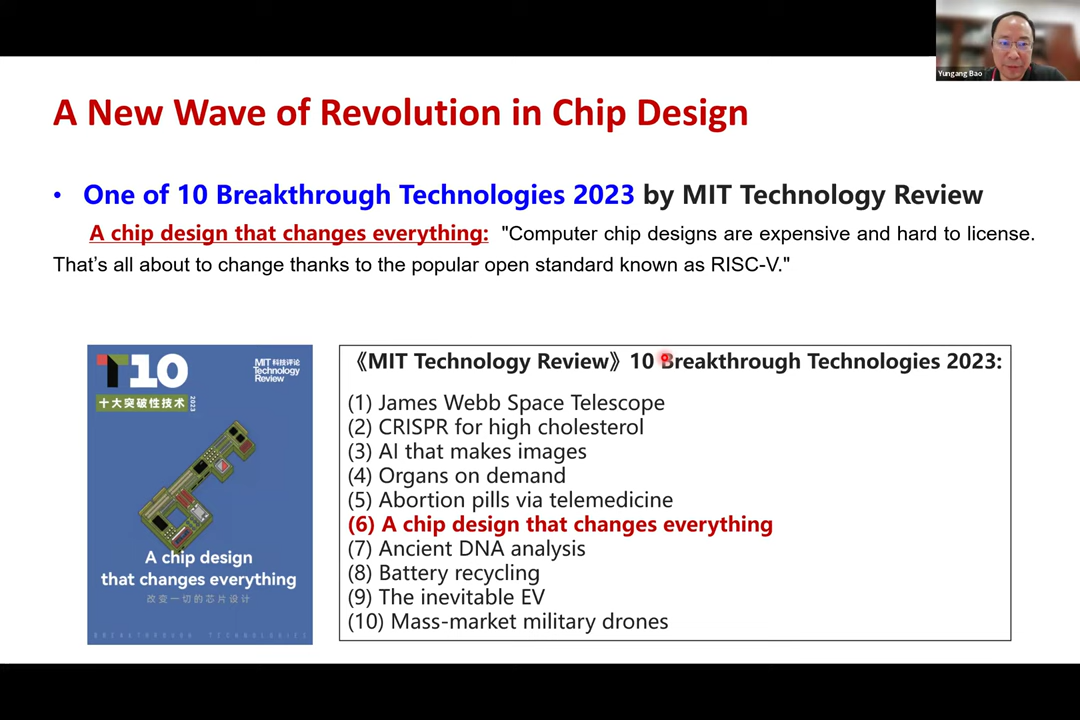 Yungang Bao
A New Wave of Revolution in Chip Design
• One of 10 Breakthrough Technologies 2023 by MIT Technology Review
A chip design that changes everything: "Computer chip designs are expensive and hard to license.
That's all about to change thanks to the popular open standard known as RISC-V."
T10
MIT 科技评论
Technology
Review
十大突破性技术 2023
A chip design
that changes everything
改变一切的芯片设计
BREAKTHROUGH TECHNOLOGIES
《MIT Technology Review》10 Breakthrough Technologies 2023:
(1) James Webb Space Telescope
(2) CRISPR for high cholesterol
(3) AI that makes images
(4) Organs on demand
(5) Abortion pills via telemedicine
(6) A chip design that changes everything
(7) Ancient DNA analysis
(8) Battery recycling
(9) The inevitable EV
(10) Mass-market military drones